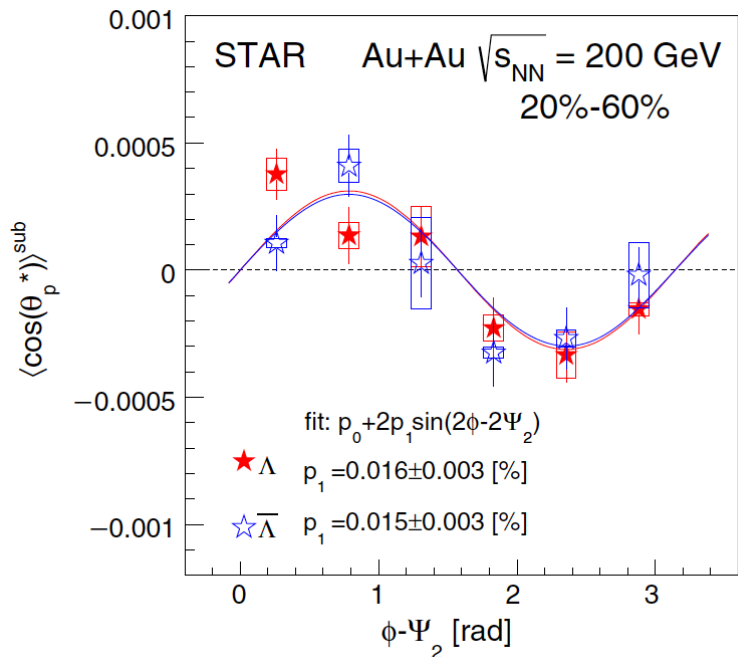 STAR Au+Au √s_NN = 200 GeV
20%-60%
⟨cos(θ_p*)⟩^sub
0.001
0.0005
0
−0.0005
−0.001
fit: p_0+2p_1sin(2ϕ-2Ψ_2)
Λ p_1=0.016±0.003 [%]
Λ̅ p_1=0.015±0.003 [%]
0 1 2 3
ϕ-Ψ_2 [rad]